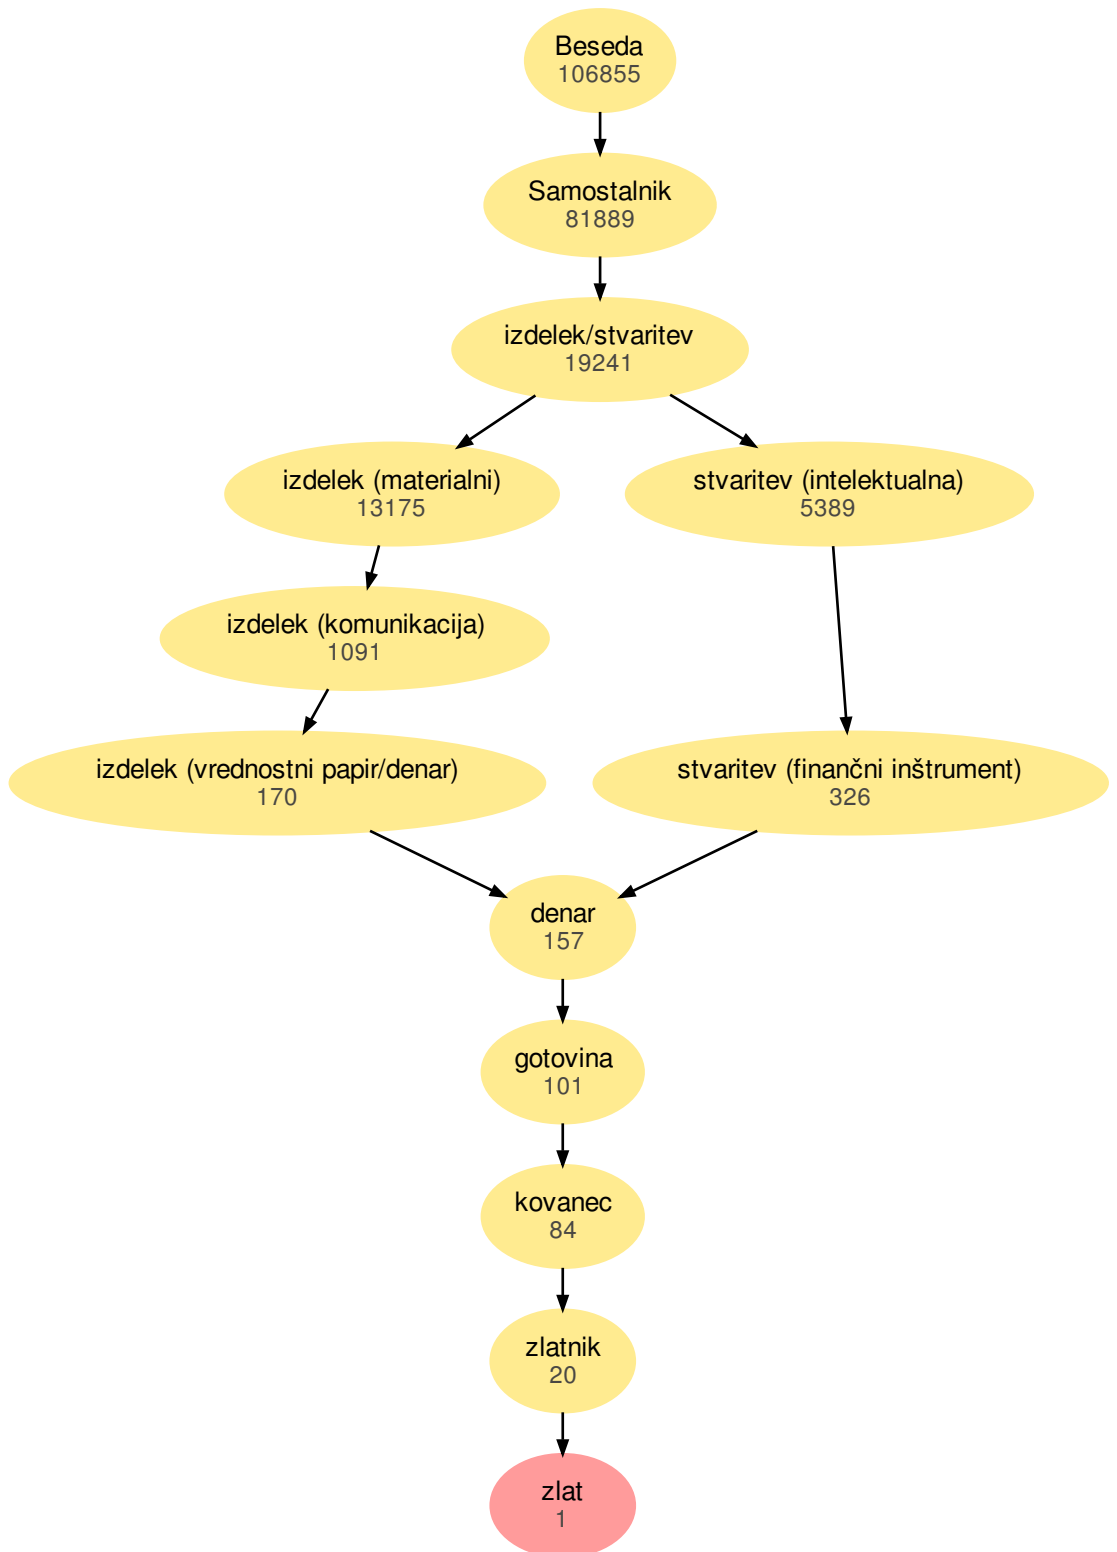 Beseda
106855
Samostalnik
81889
izdelek/stvaritev
19241
izdelek (materialni)
13175
stvaritev (intelektualna)
5389
izdelek (komunikacija)
1091
izdelek (vrednostni papir/denar)
170
stvaritev (finančni inštrument)
326
denar
157
gotovina
101
kovanec
84
zlatnik
20
zlat
1